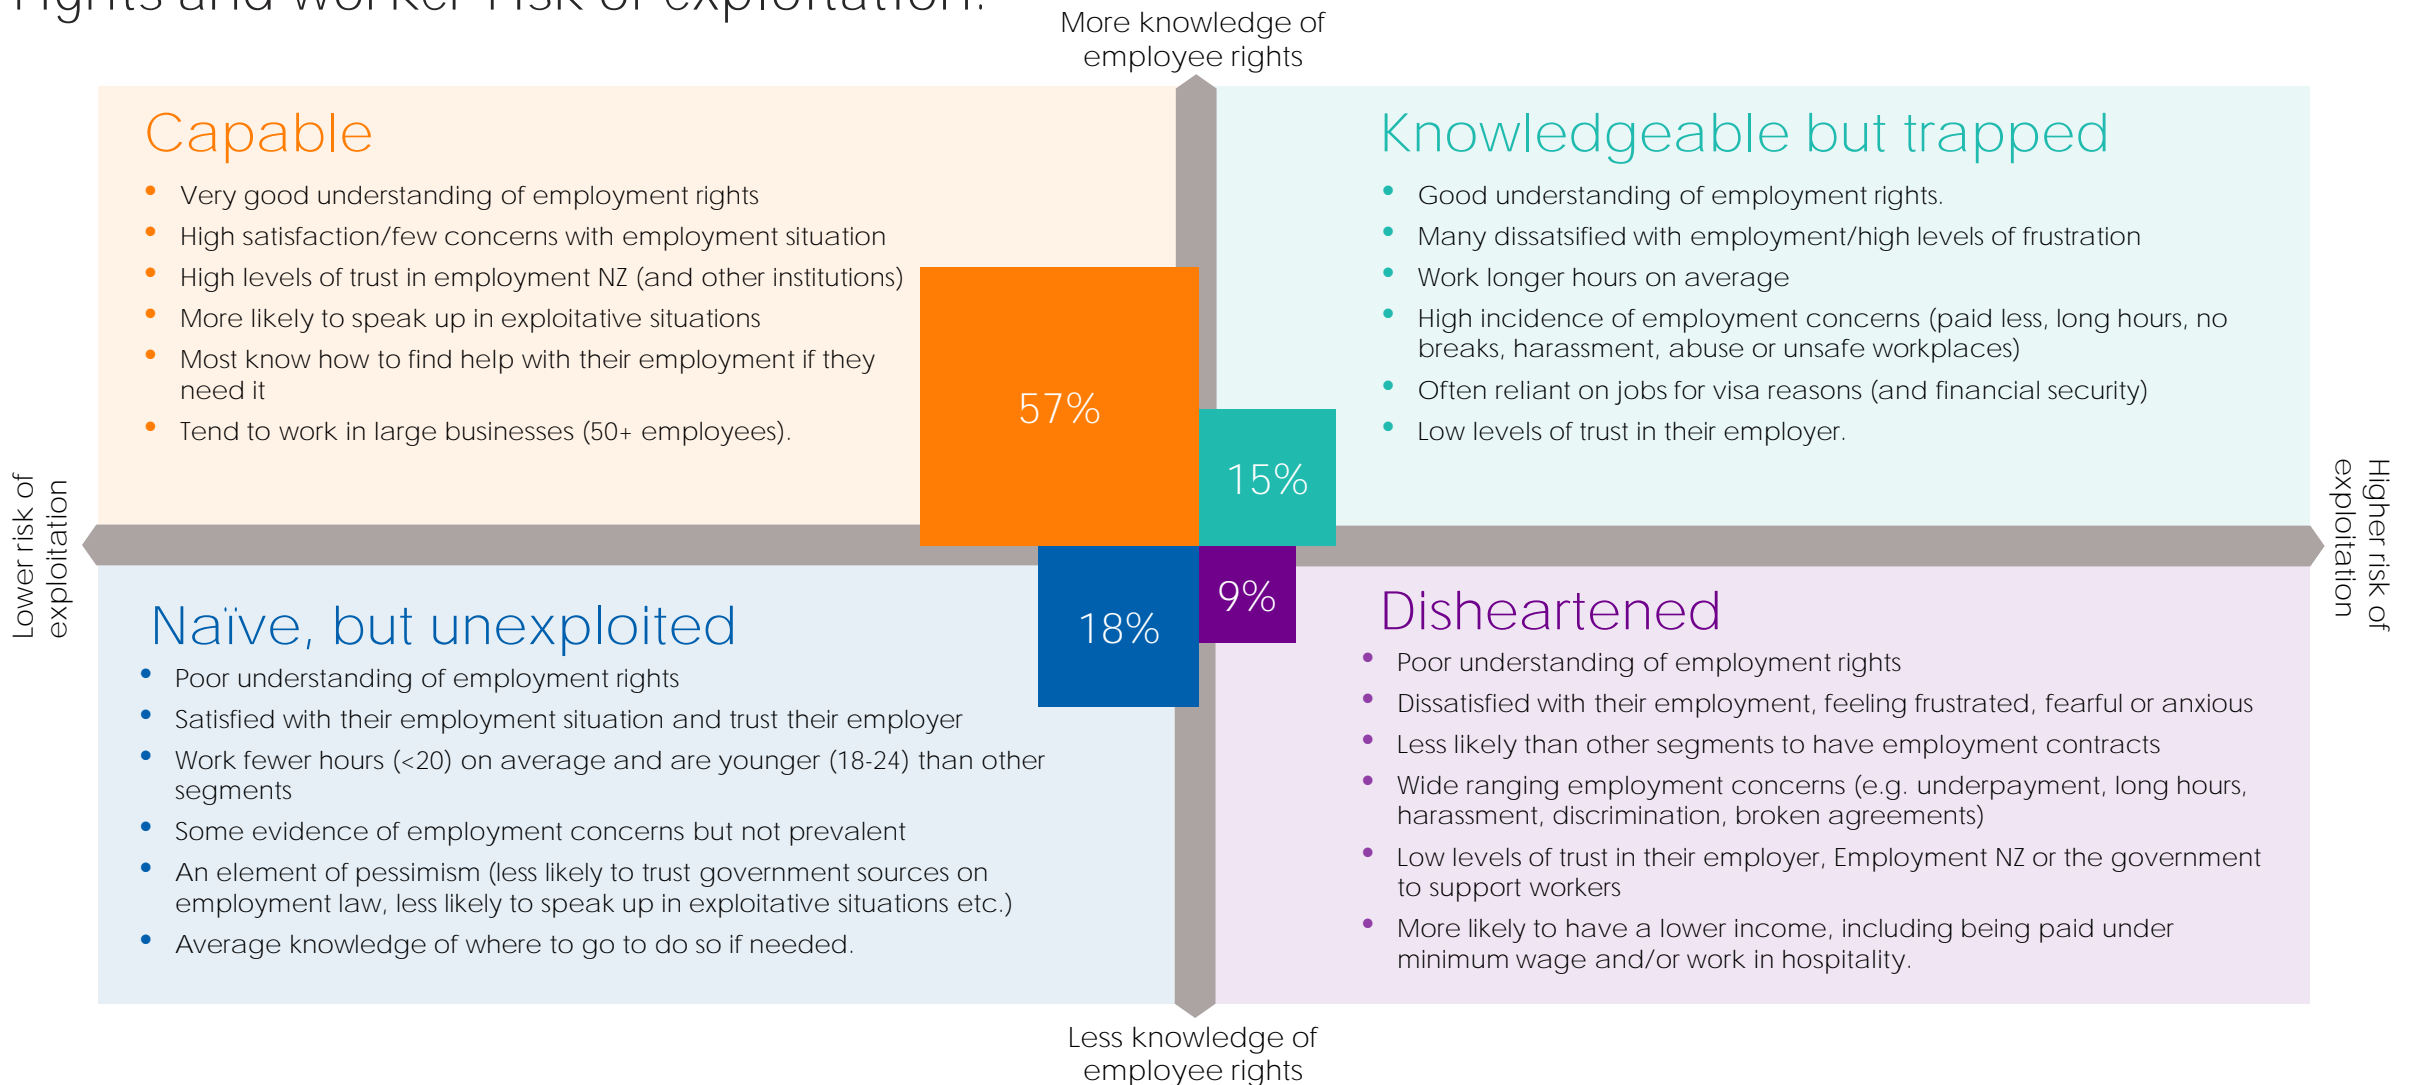 rights and worker risk of exploitation.
More knowledge of
employee rights
Capable
• Very good understanding of employment rights
• High satisfaction/few concerns with employment situation
• High levels of trust in employment NZ (and other institutions)
• More likely to speak up in exploitative situations
• Most know how to find help with their employment if they
need it
• Tend to work in large businesses (50+ employees).
57%
Knowledgeable but trapped
• Good understanding of employment rights.
• Many dissatsified with employment/high levels of frustration
• Work longer hours on average
• High incidence of employment concerns (paid less, long hours, no
breaks, harassment, abuse or unsafe workplaces)
• Often reliant on jobs for visa reasons (and financial security)
• Low levels of trust in their employer.
15%
Lower risk of
exploitation
Higher risk of
exploitation
Naïve, but unexploited
• Poor understanding of employment rights
• Satisfied with their employment situation and trust their employer
• Work fewer hours (<20) on average and are younger (18-24) than other
segments
• Some evidence of employment concerns but not prevalent
• An element of pessimism (less likely to trust government sources on
employment law, less likely to speak up in exploitative situations etc.)
• Average knowledge of where to go to do so if needed.
18%
9%
Disheartened
• Poor understanding of employment rights
• Dissatisfied with their employment, feeling frustrated, fearful or anxious
• Less likely than other segments to have employment contracts
• Wide ranging employment concerns (e.g. underpayment, long hours,
harassment, discrimination, broken agreements)
• Low levels of trust in their employer, Employment NZ or the government
to support workers
• More likely to have a lower income, including being paid under
minimum wage and/or work in hospitality.
Less knowledge of
employee rights